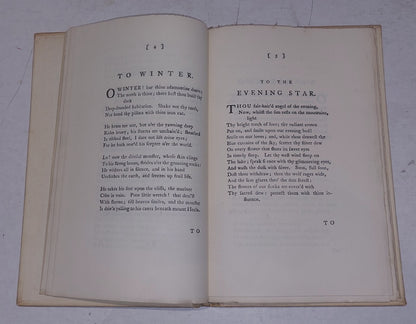 [ 4 ]
TO WINTER.
O WINTER! bar thine adamantine doors:
The north is thine; there hast thou built thy
dark
Deep-founded habitation. Shake not thy roofs,
Nor bend thy pillars with thine iron car.
He hears me not, but o'er the yawning deep
Rides heavy; his storms are unchain'd; sheathed
In ribbed steel, I dare not lift mine eyes;
For he hath rear'd his sceptre o'er the world.
Lo! now the direful monster, whose skin clings
To his strong bones, strides o'er the groaning rocks:
He withers all in silence, and in his hand
Unclothes the earth, and freezes up frail life.
He takes his seat upon the cliffs, the mariner
Cries in vain. Poor little wretch! that deal'st
With storms; till heaven smiles, and the monster
Is driv'n yelling to his caves beneath mount Hecla.
TO
[ 5 ]
TO THE
EVENING STAR.
THOU fair-hair'd angel of the evening,
Now, whilst the sun rests on the mountains,
light
Thy bright torch of love; thy radiant crown
Put on, and smile upon our evening bed!
Smile on our loves; and, while thou drawest the
Blue curtains of the sky, scatter thy silver dew
On every flower that shuts its sweet eyes
In timely sleep. Let thy west wind sleep on
The lake; speak silence with thy glimmering eyes,
And wash the dusk with silver. Soon, full soon,
Dost thou withdraw; then the wolf rages wide,
And the lion glares thro' the dun forest:
The fleeces of our flocks are cover'd with
Thy sacred dew: protect them with thine in-
fluence.
TO